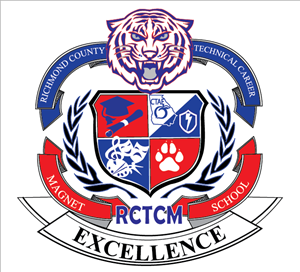 RICHMOND COUNTY
TECHNICAL CAREER
CTAE
MAGNET
SCHOOL
RCTCM
EXCELLENCE